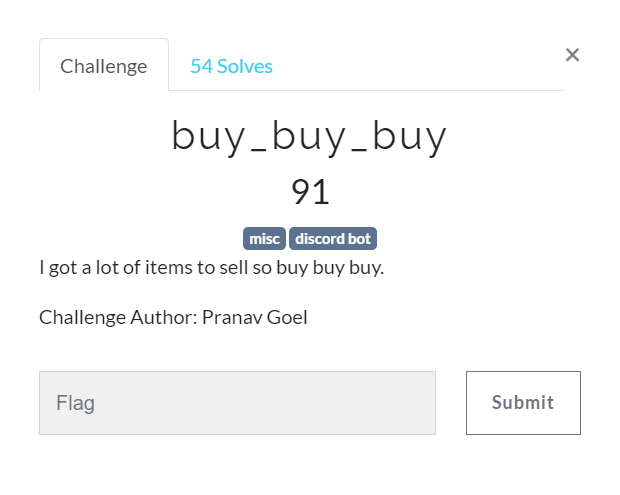 Challenge
54 Solves
×
buy_buy_buy
91
misc discord bot
I got a lot of items to sell so buy buy buy.
Challenge Author: Pranav Goel
Flag
Submit